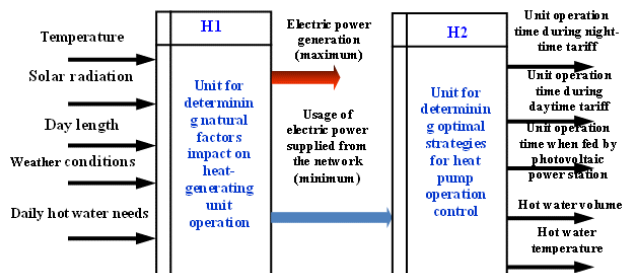 Temperature
Solar radiation
Day length
Weather conditions
Daily hot water needs
H1
Unit for
determinin
g natural
factors
impact on
heat-
generating
unit
operation
Electric power
generation
(maximum)
Usage of
electric power
supplied from
the network
(minimum)
H2
Unit for
determinin
g optimal
strategies
for heat
pump
operation
control
Unit operation
time during night-
time tariff
Unit operation
time during
daytime tariff
Unit operation
time when fed by
photovoltaic
power station
Hot water volume
Hot water
temperature